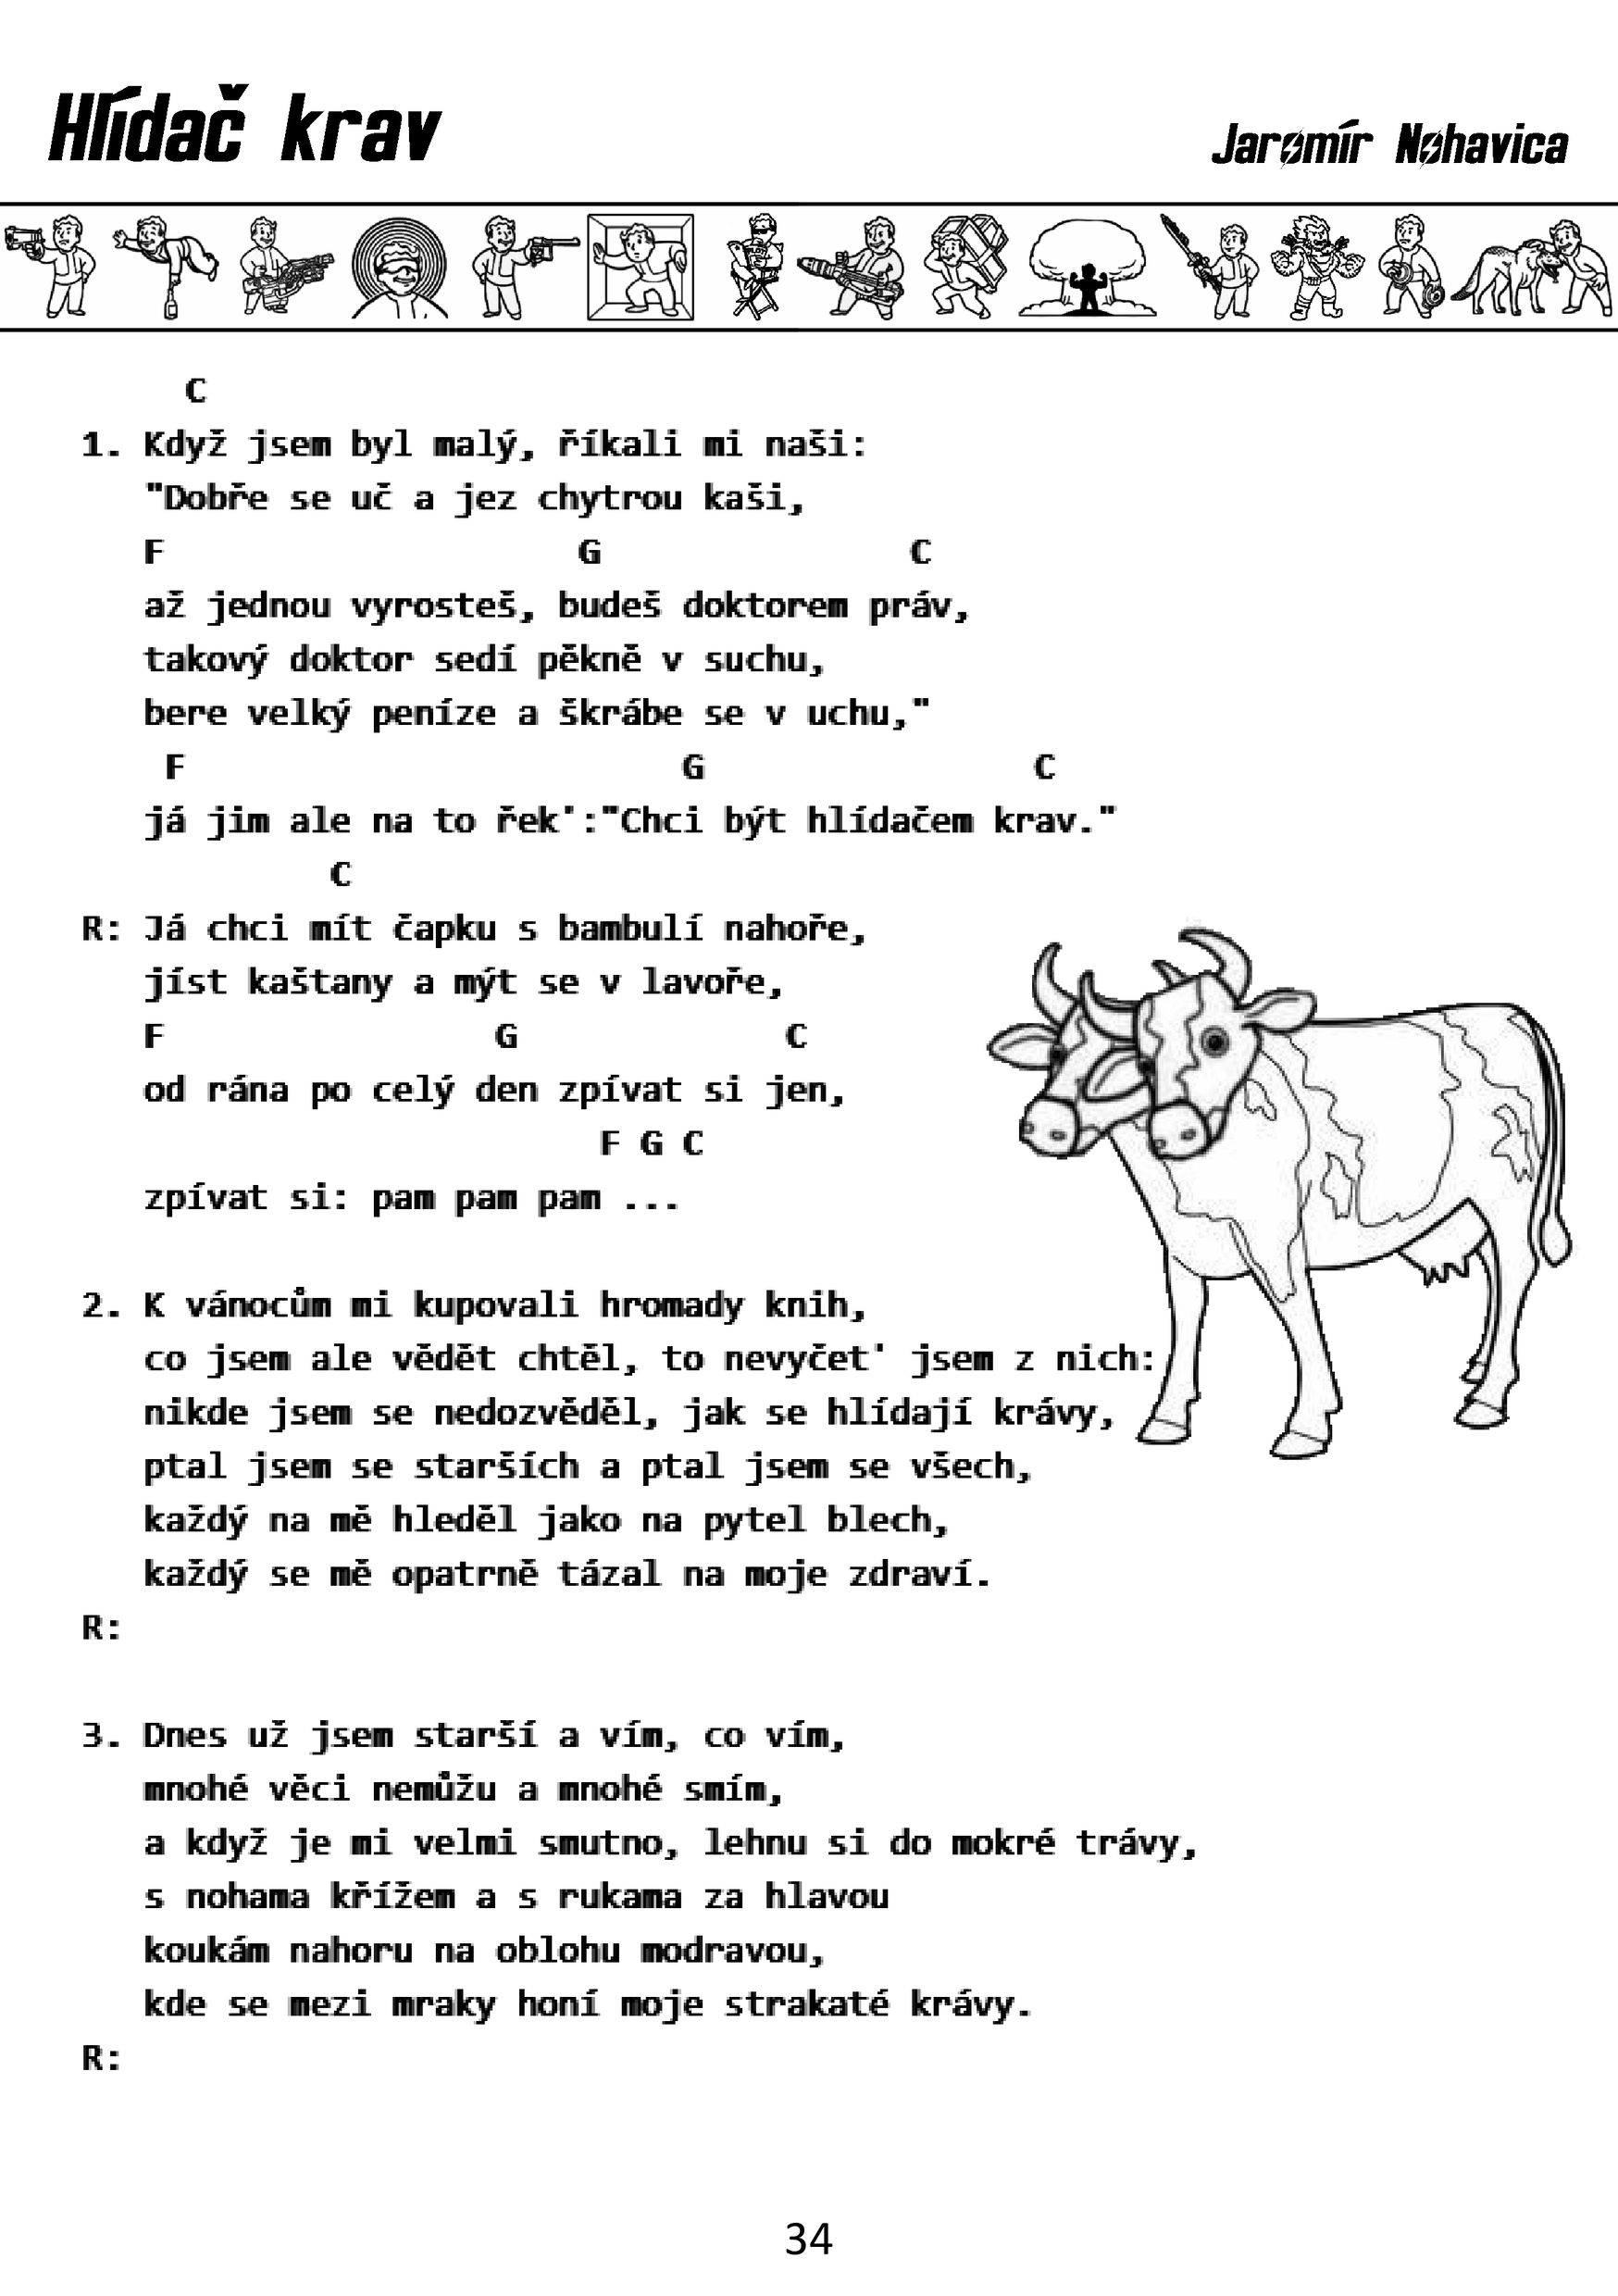 Hlídač krav
Jaromír Nohavica
C
1. Když jsem byl malý, říkali mi naši:
"Dobře se uč a jez chytrou kaši,
F G C
až jednou vyrosteš, budeš doktorem práv,
takový doktor sedí pěkně v suchu,
bere velký peníze a škrábe se v uchu,"
F G C
já jim ale na to řek':"Chci být hlídačem krav."
C
R: Já chci mít čapku s bambulí nahoře,
jíst kaštany a mýt se v lavoře,
F G C
od rána po celý den zpívat si jen,
F G C
zpívat si: pam pam pam ...
2. K vánocům mi kupovali hromady knih,
co jsem ale vědět chtěl, to nevyčet' jsem z nich:
nikde jsem se nedozvěděl, jak se hlídají krávy,
ptal jsem se starších a ptal jsem se všech,
každý na mě hleděl jako na pytel blech,
každý se mě opatrně tázal na moje zdraví.
R:
3. Dnes už jsem starší a vím, co vím,
mnohé věci nemůžu a mnohé smím,
a když je mi velmi smutno, lehnu si do mokré trávy,
s nohama křížem a s rukama za hlavou
koukám nahoru na oblohu modravou,
kde se mezi mraky honí moje strakaté krávy.
R:
34